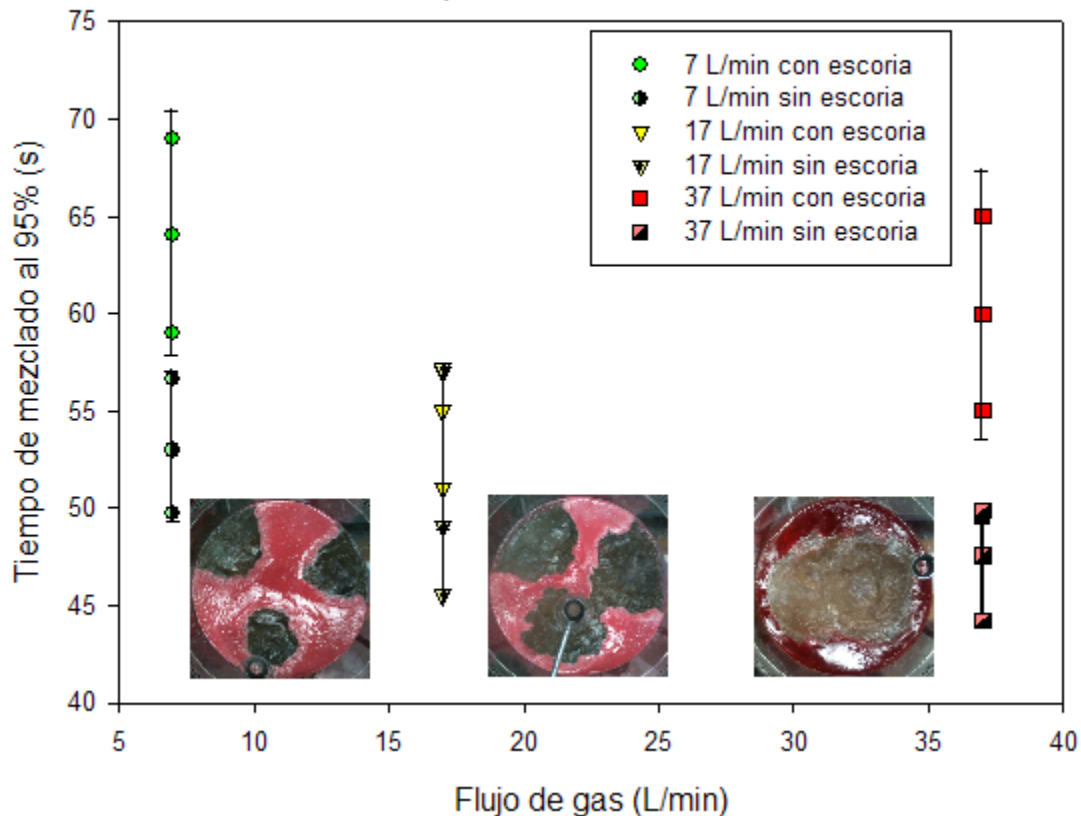 75
70
65
60
55
50
45
40
Tiempo de mezclado al 95% (s)
7 L/min con escoria
7 L/min sin escoria
17 L/min con escoria
17 L/min sin escoria
37 L/min con escoria
37 L/min sin escoria
5 10 15 20 25 30 35 40
Flujo de gas (L/min)